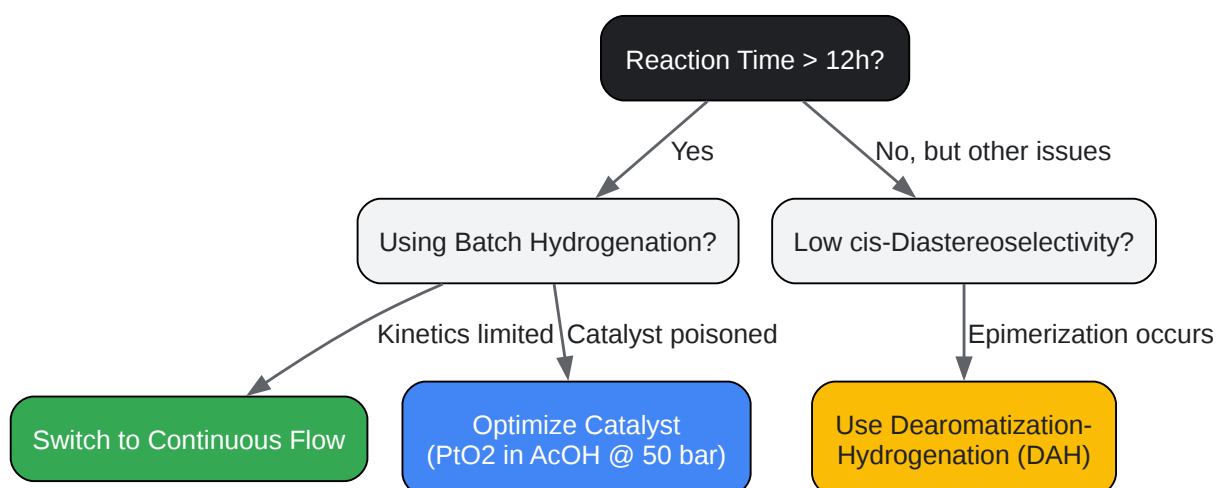 Reaction Time > 12h?
Yes
No, but other issues
Using Batch Hydrogenation?
Low cis-Diastereoselectivity?
Kinetics limited
Catalyst poisoned
Epimerization occurs
Switch to Continuous Flow
Optimize Catalyst
(PtO2 in AcOH @ 50 bar)
Use Dearomatization-
Hydrogenation (DAH)